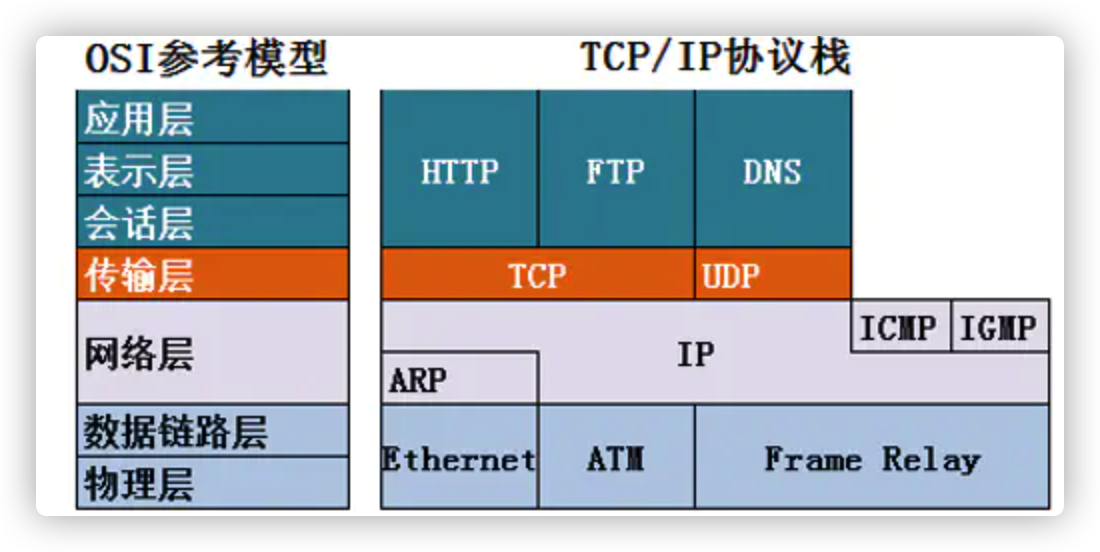 OSI参考模型
TCP/IP协议栈
应用层
表示层
会话层
传输层
网络层
数据链路层
物理层
HTTP
FTP
DNS
TCP
UDP
ICMP
IGMP
IP
ARP
Ethernet
ATM
Frame Relay